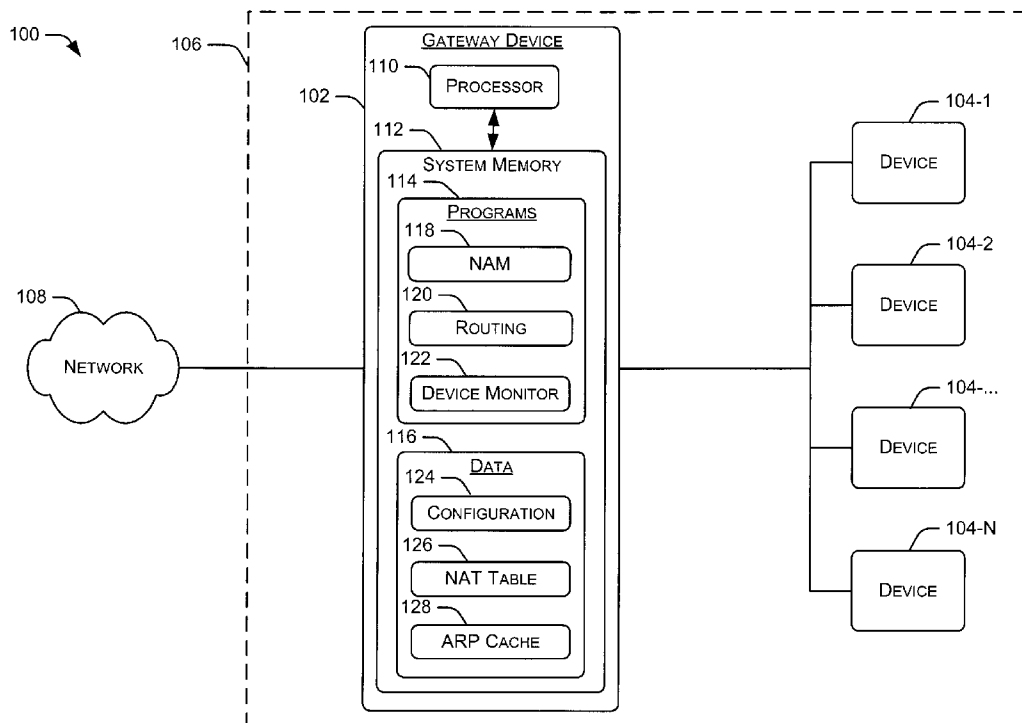 100
106
GATEWAY DEVICE
110
PROCESSOR
102
112
SYSTEM MEMORY
114
PROGRAMS
118
NAM
120
ROUTING
122
DEVICE MONITOR
116
DATA
124
CONFIGURATION
126
NAT TABLE
128
ARP CACHE
108
NETWORK
104-1
DEVICE
104-2
DEVICE
104-...
DEVICE
104-N
DEVICE